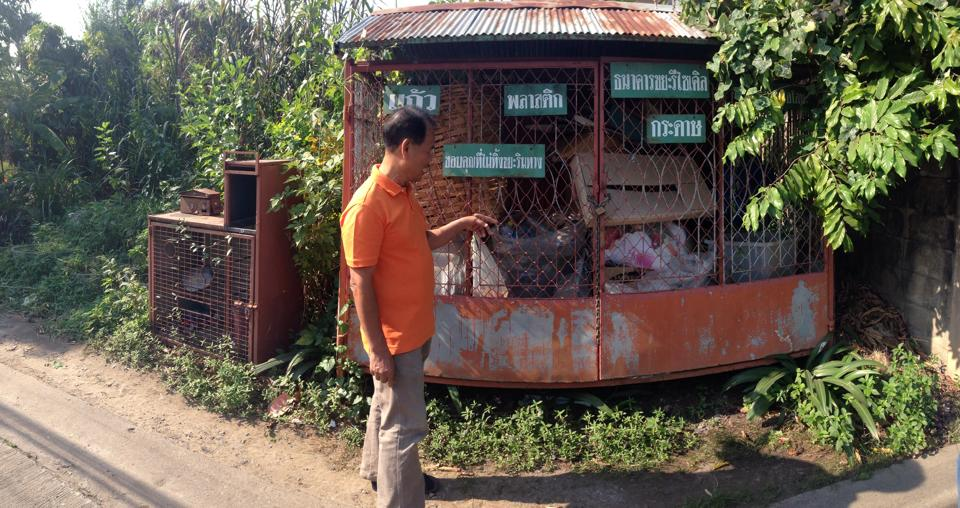 แก้ว
พลาสติก
ธนาคารขยะรีไซเคิล
กระดาษ
ขอบคุณที่ไม่ทิ้งขยะริมทาง